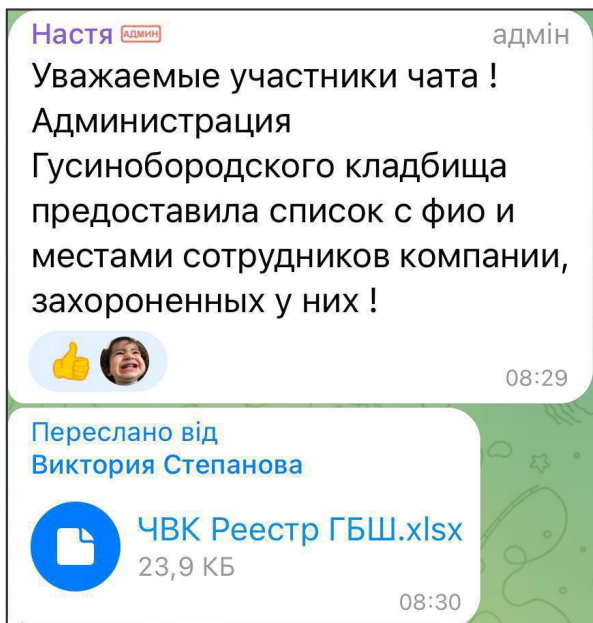 Настя АДМИН адмін
Уважаемые участники чата !
Администрация
Гусинобородского кладбища
предоставила список с фио и
местами сотрудников компании,
захороненных у них !
08:29
Переслано від
Виктория Степанова
ЧВК Реестр ГБШ.xlsx
23,9 КБ
08:30